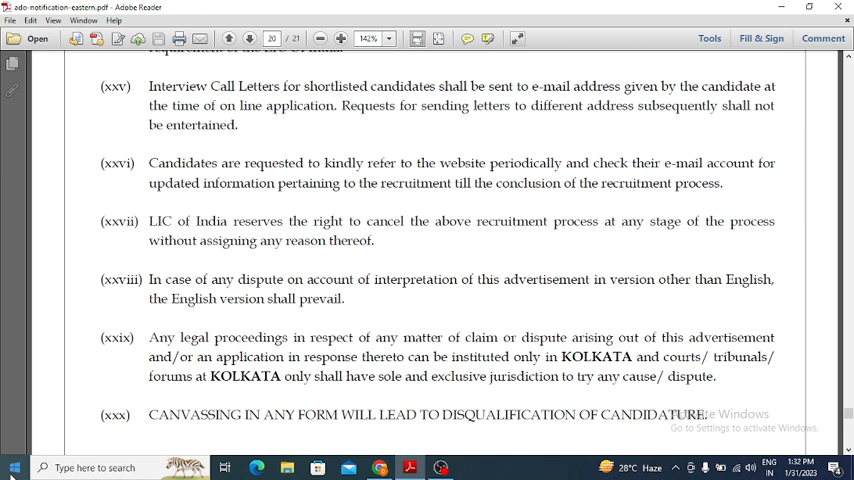 ado-notification-eastern.pdf - Adobe Reader
File Edit View Window Help
Open 20 / 21 142% Tools Fill & Sign Comment
requirement of the LIC of India.
(xxv) Interview Call Letters for shortlisted candidates shall be sent to e-mail address given by the candidate at
the time of on line application. Requests for sending letters to different address subsequently shall not
be entertained.
(xxvi) Candidates are requested to kindly refer to the website periodically and check their e-mail account for
updated information pertaining to the recruitment till the conclusion of the recruitment process.
(xxvii) LIC of India reserves the right to cancel the above recruitment process at any stage of the process
without assigning any reason thereof.
(xxviii) In case of any dispute on account of interpretation of this advertisement in version other than English,
the English version shall prevail.
(xxix) Any legal proceedings in respect of any matter of claim or dispute arising out of this advertisement
and/or an application in response thereto can be instituted only in KOLKATA and courts/ tribunals/
forums at KOLKATA only shall have sole and exclusive jurisdiction to try any cause/ dispute.
(xxx) CANVASSING IN ANY FORM WILL LEAD TO DISQUALIFICATION OF CANDIDATURE.
Activate Windows
Go to Settings to activate Windows.
Type here to search 28°C Haze ENG 1:32 PM
IN 1/31/2023 4